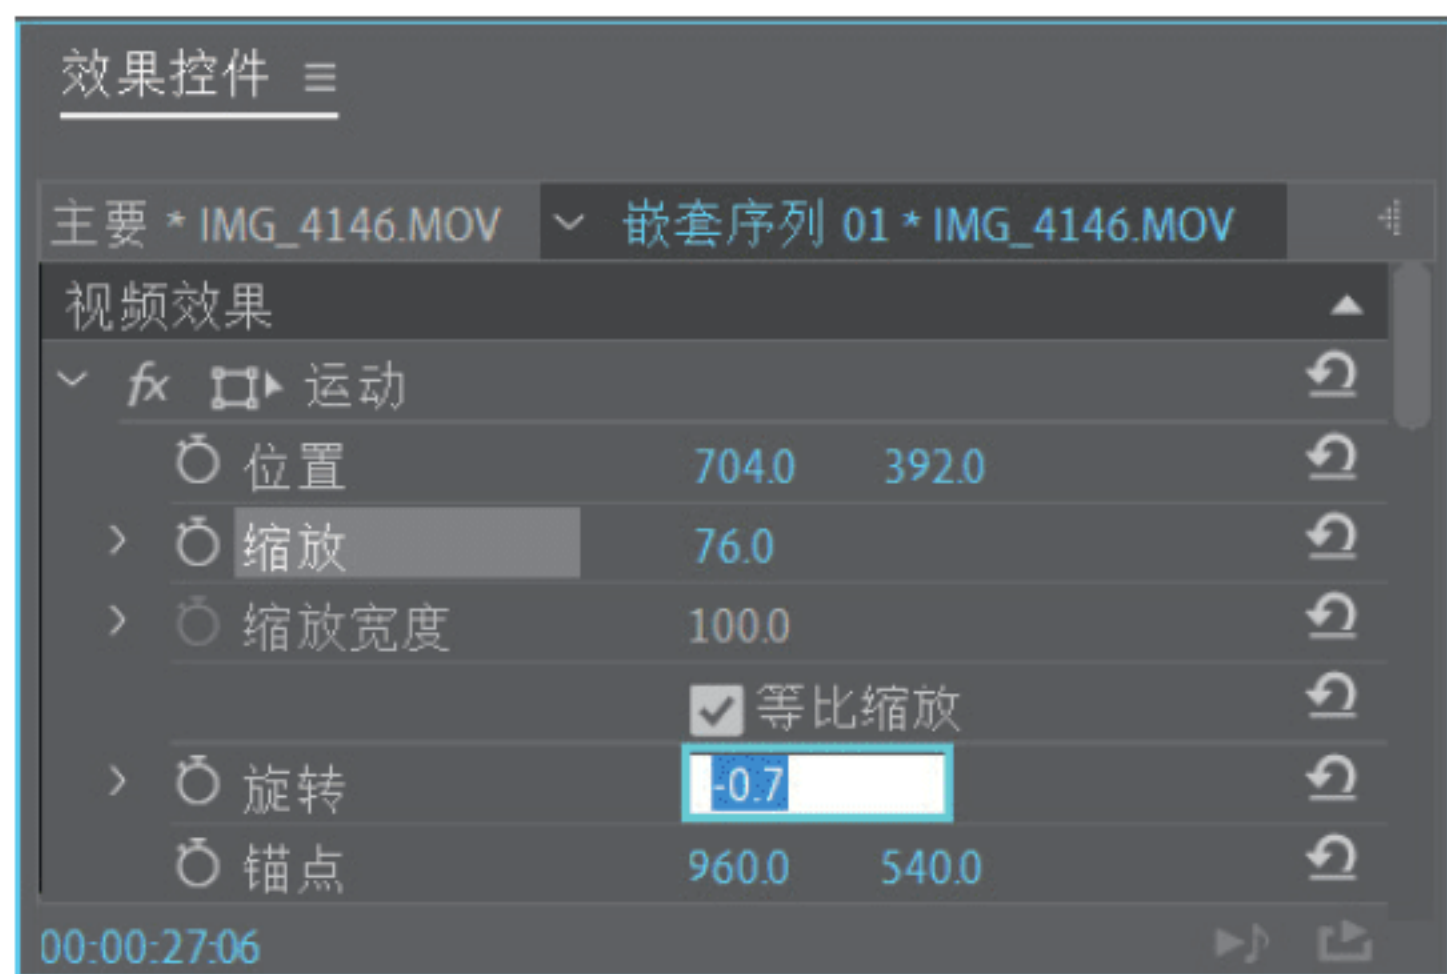 效果控件
主要 * IMG_4146.MOV 嵌套序列 01 * IMG_4146.MOV
视频效果
fx 运动
位置 704.0 392.0
缩放 76.0
缩放宽度 100.0
等比缩放
旋转 -0.7
锚点 960.0 540.0
00:00:27:06